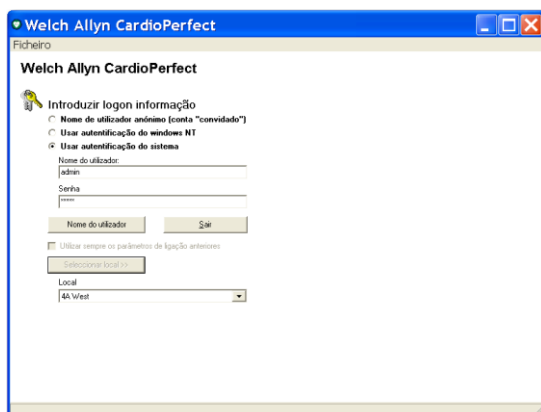 Welch Allyn CardioPerfect
Ficheiro
Welch Allyn CardioPerfect
Introduzir logon informação
Nome de utilizador anónimo (conta "convidado")
Usar autentificação do windows NT
Usar autentificação do sistema
Nome do utilizador:
admin
Senha
*****
Nome do utilizador Sair
Utilizar sempre os parâmetros de ligação anteriores
Seleccionar local >>
Local
4A West